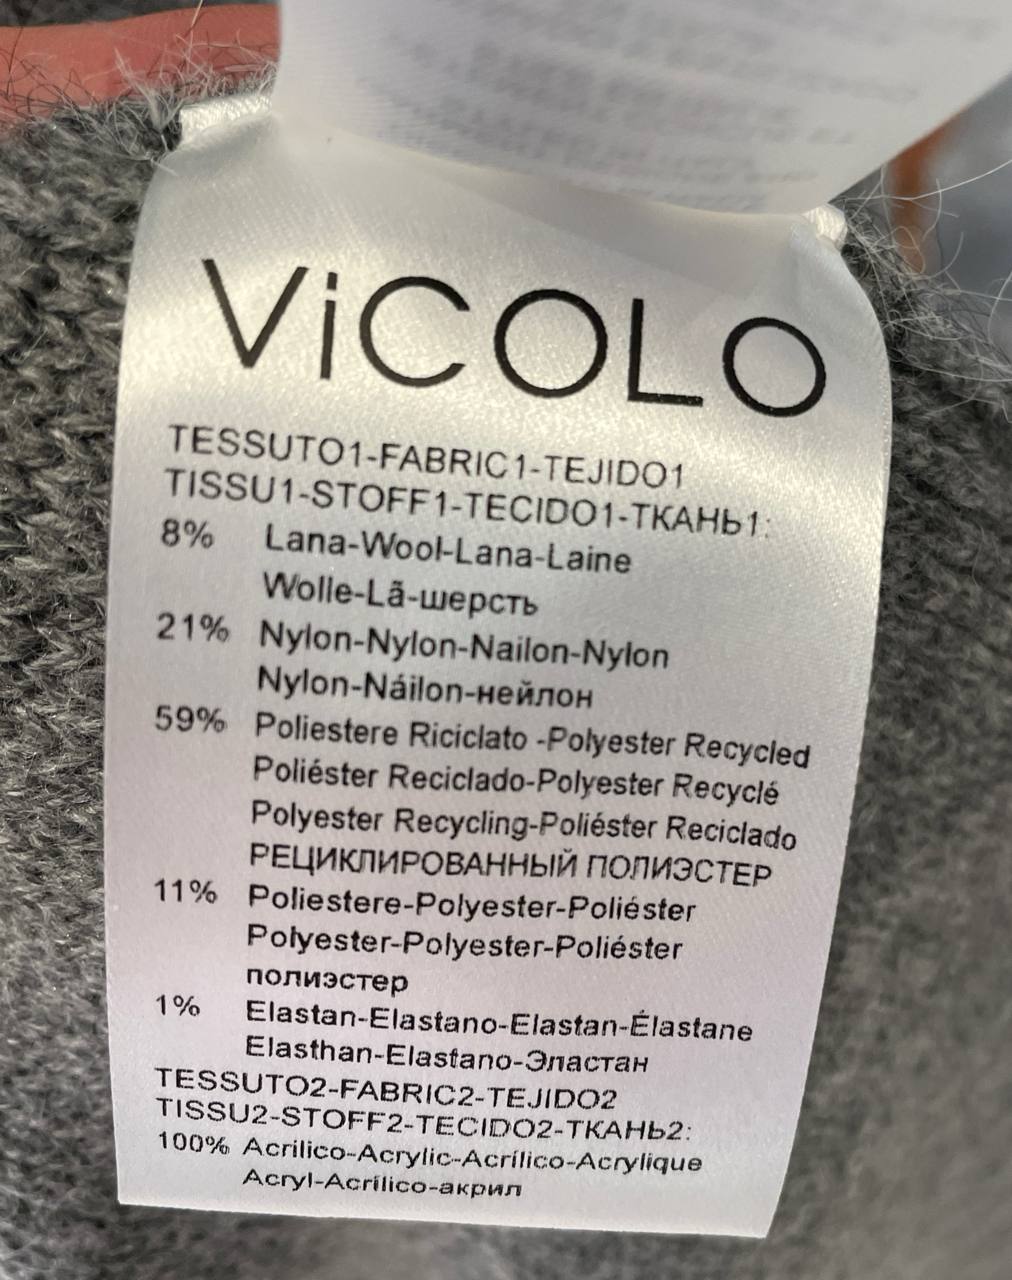 ViCOLO
TESSUTO1-FABRIC1-TEJIDO1
TISSU1-STOFF1-TECIDO1-ТКАНЬ1:
8% Lana-Wool-Lana-Laine
Wolle-Lã-шерсть
21% Nylon-Nylon-Nailon-Nylon
Nylon-Náilon-нейлон
59% Poliestere Riciclato -Polyester Recycled
Poliéster Reciclado-Polyester Recyclé
Polyester Recycling-Poliéster Reciclado
РЕЦИКЛИРОВАННЫЙ ПОЛИЭСТЕР
11% Poliestere-Polyester-Poliéster
Polyester-Polyester-Poliéster
полиэстер
1% Elastan-Elastano-Elastan-Élastane
Elasthan-Elastano-Эластан
TESSUTO2-FABRIC2-TEJIDO2
TISSU2-STOFF2-TECIDO2-ТКАНЬ2:
100% Acrilico-Acrylic-Acrílico-Acrylique
Acryl-Acrílico-акрил